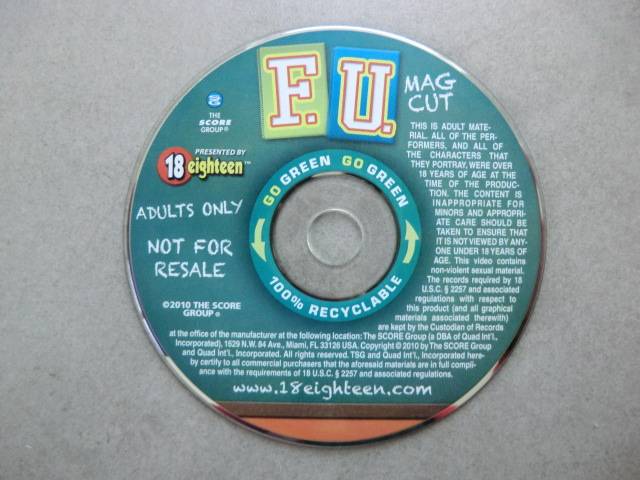 F. U.
MAG
CUT
THE
SCORE
GROUP®
PRESENTED BY
18 eighteen™
ADULTS ONLY
NOT FOR
RESALE
©2010 THE SCORE
GROUP®
GO GREEN GO GREEN
100% RECYCLABLE
THIS IS ADULT MATE-
RIAL. ALL OF THE PER-
FORMERS, AND ALL OF
THE CHARACTERS THAT
THEY PORTRAY, WERE OVER
18 YEARS OF AGE AT THE
TIME OF THE PRODUC-
TION. THE CONTENT IS
INAPPROPRIATE FOR
MINORS AND APPROPRI-
ATE CARE SHOULD BE
TAKEN TO ENSURE THAT
IT IS NOT VIEWED BY ANY-
ONE UNDER 18 YEARS OF
AGE. This video contains
non-violent sexual material.
The records required by 18
U.S.C. § 2257 and associated
regulations with respect to
this product (and all graphical
materials associated therewith)
are kept by the Custodian of Records
at the office of the manufacturer at the following location: The SCORE Group (a DBA of Quad Int'l.,
Incorporated), 1629 N.W. 84 Ave., Miami, FL 33126 USA. Copyright © 2010 by The SCORE Group
and Quad Int'l., Incorporated. All rights reserved. TSG and Quad Int'l., Incorporated here-
by certify to all commercial purchasers that the aforesaid materials are in full compli-
ance with the requirements of 18 U.S.C. § 2257 and associated regulations.
www.18eighteen.com